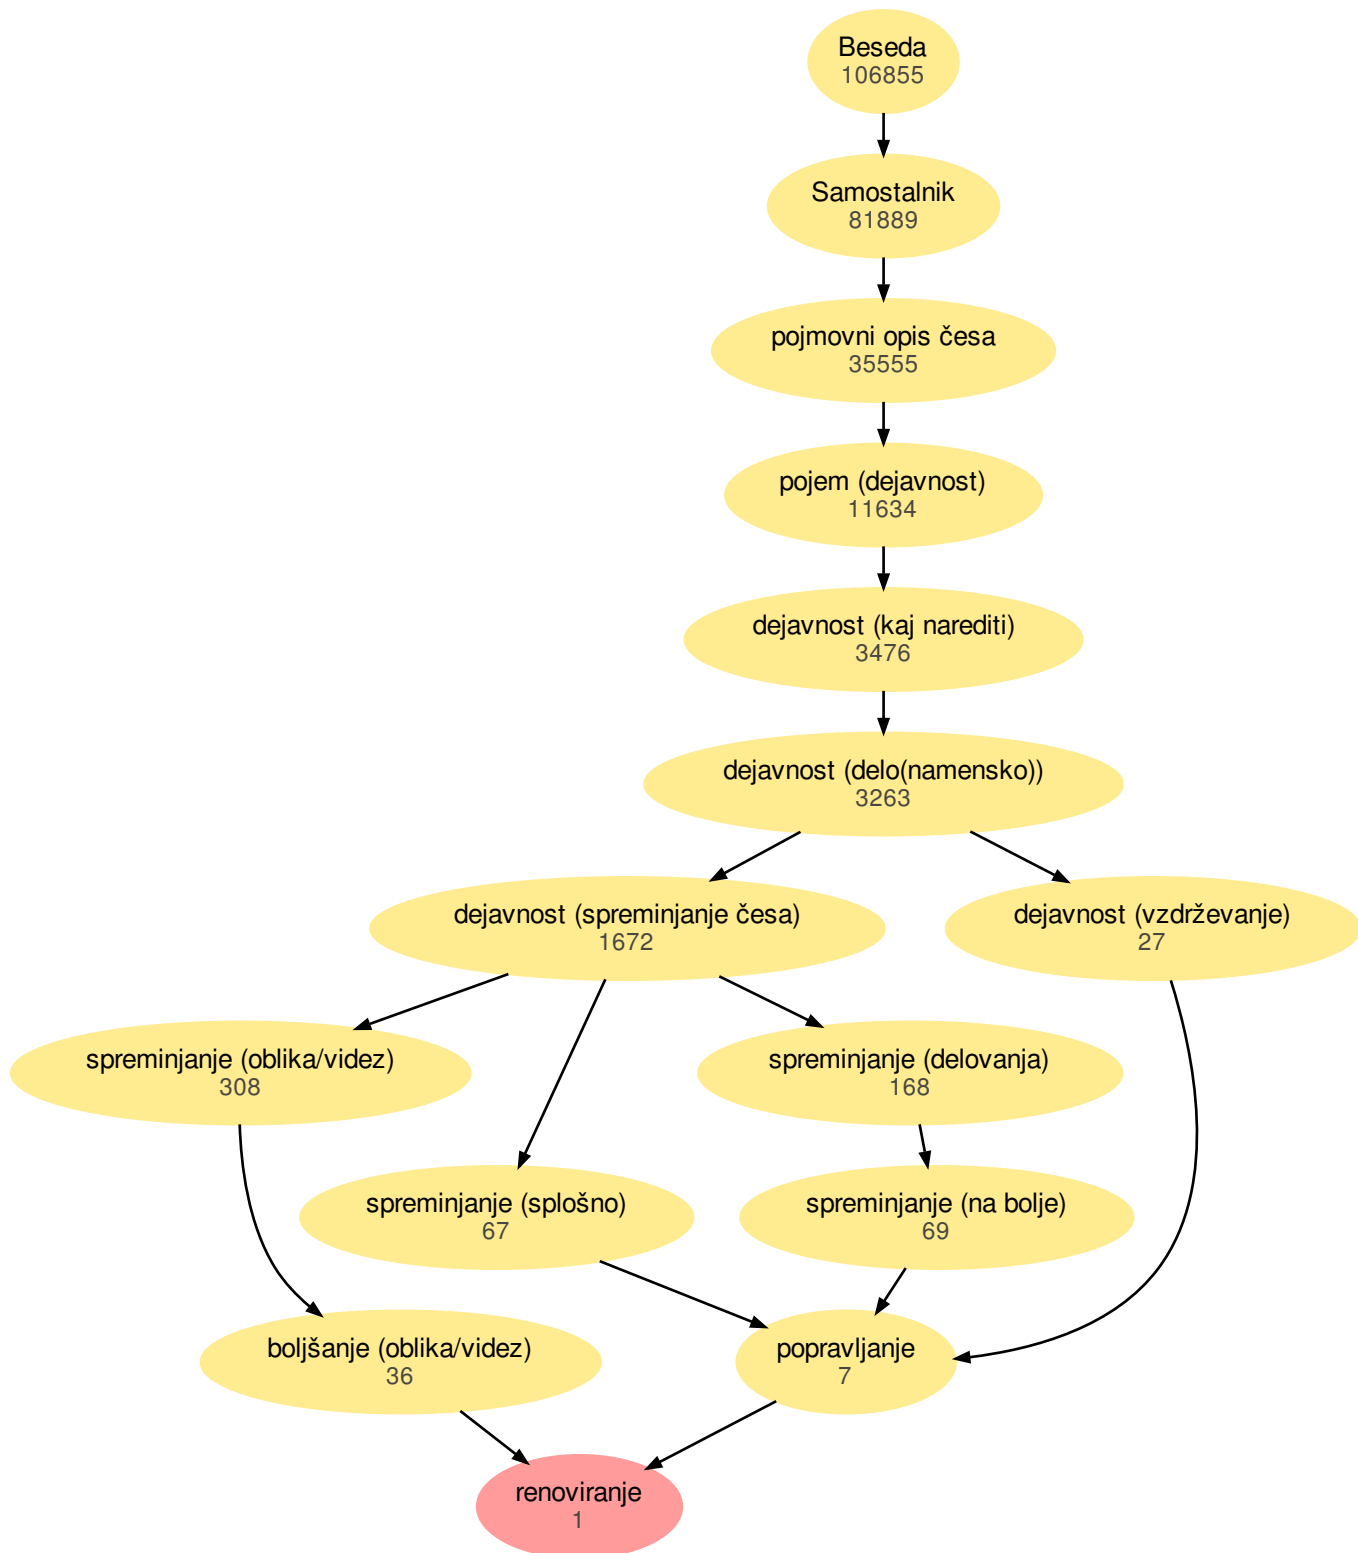 Beseda
106855
Samostalnik
81889
pojmovni opis česa
35555
pojem (dejavnost)
11634
dejavnost (kaj narediti)
3476
dejavnost (delo(namensko))
3263
dejavnost (spreminjanje česa)
1672
dejavnost (vzdrževanje)
27
spreminjanje (oblika/videz)
308
spreminjanje (delovanja)
168
spreminjanje (splošno)
67
spreminjanje (na bolje)
69
boljšanje (oblika/videz)
36
popravljanje
7
renoviranje
1